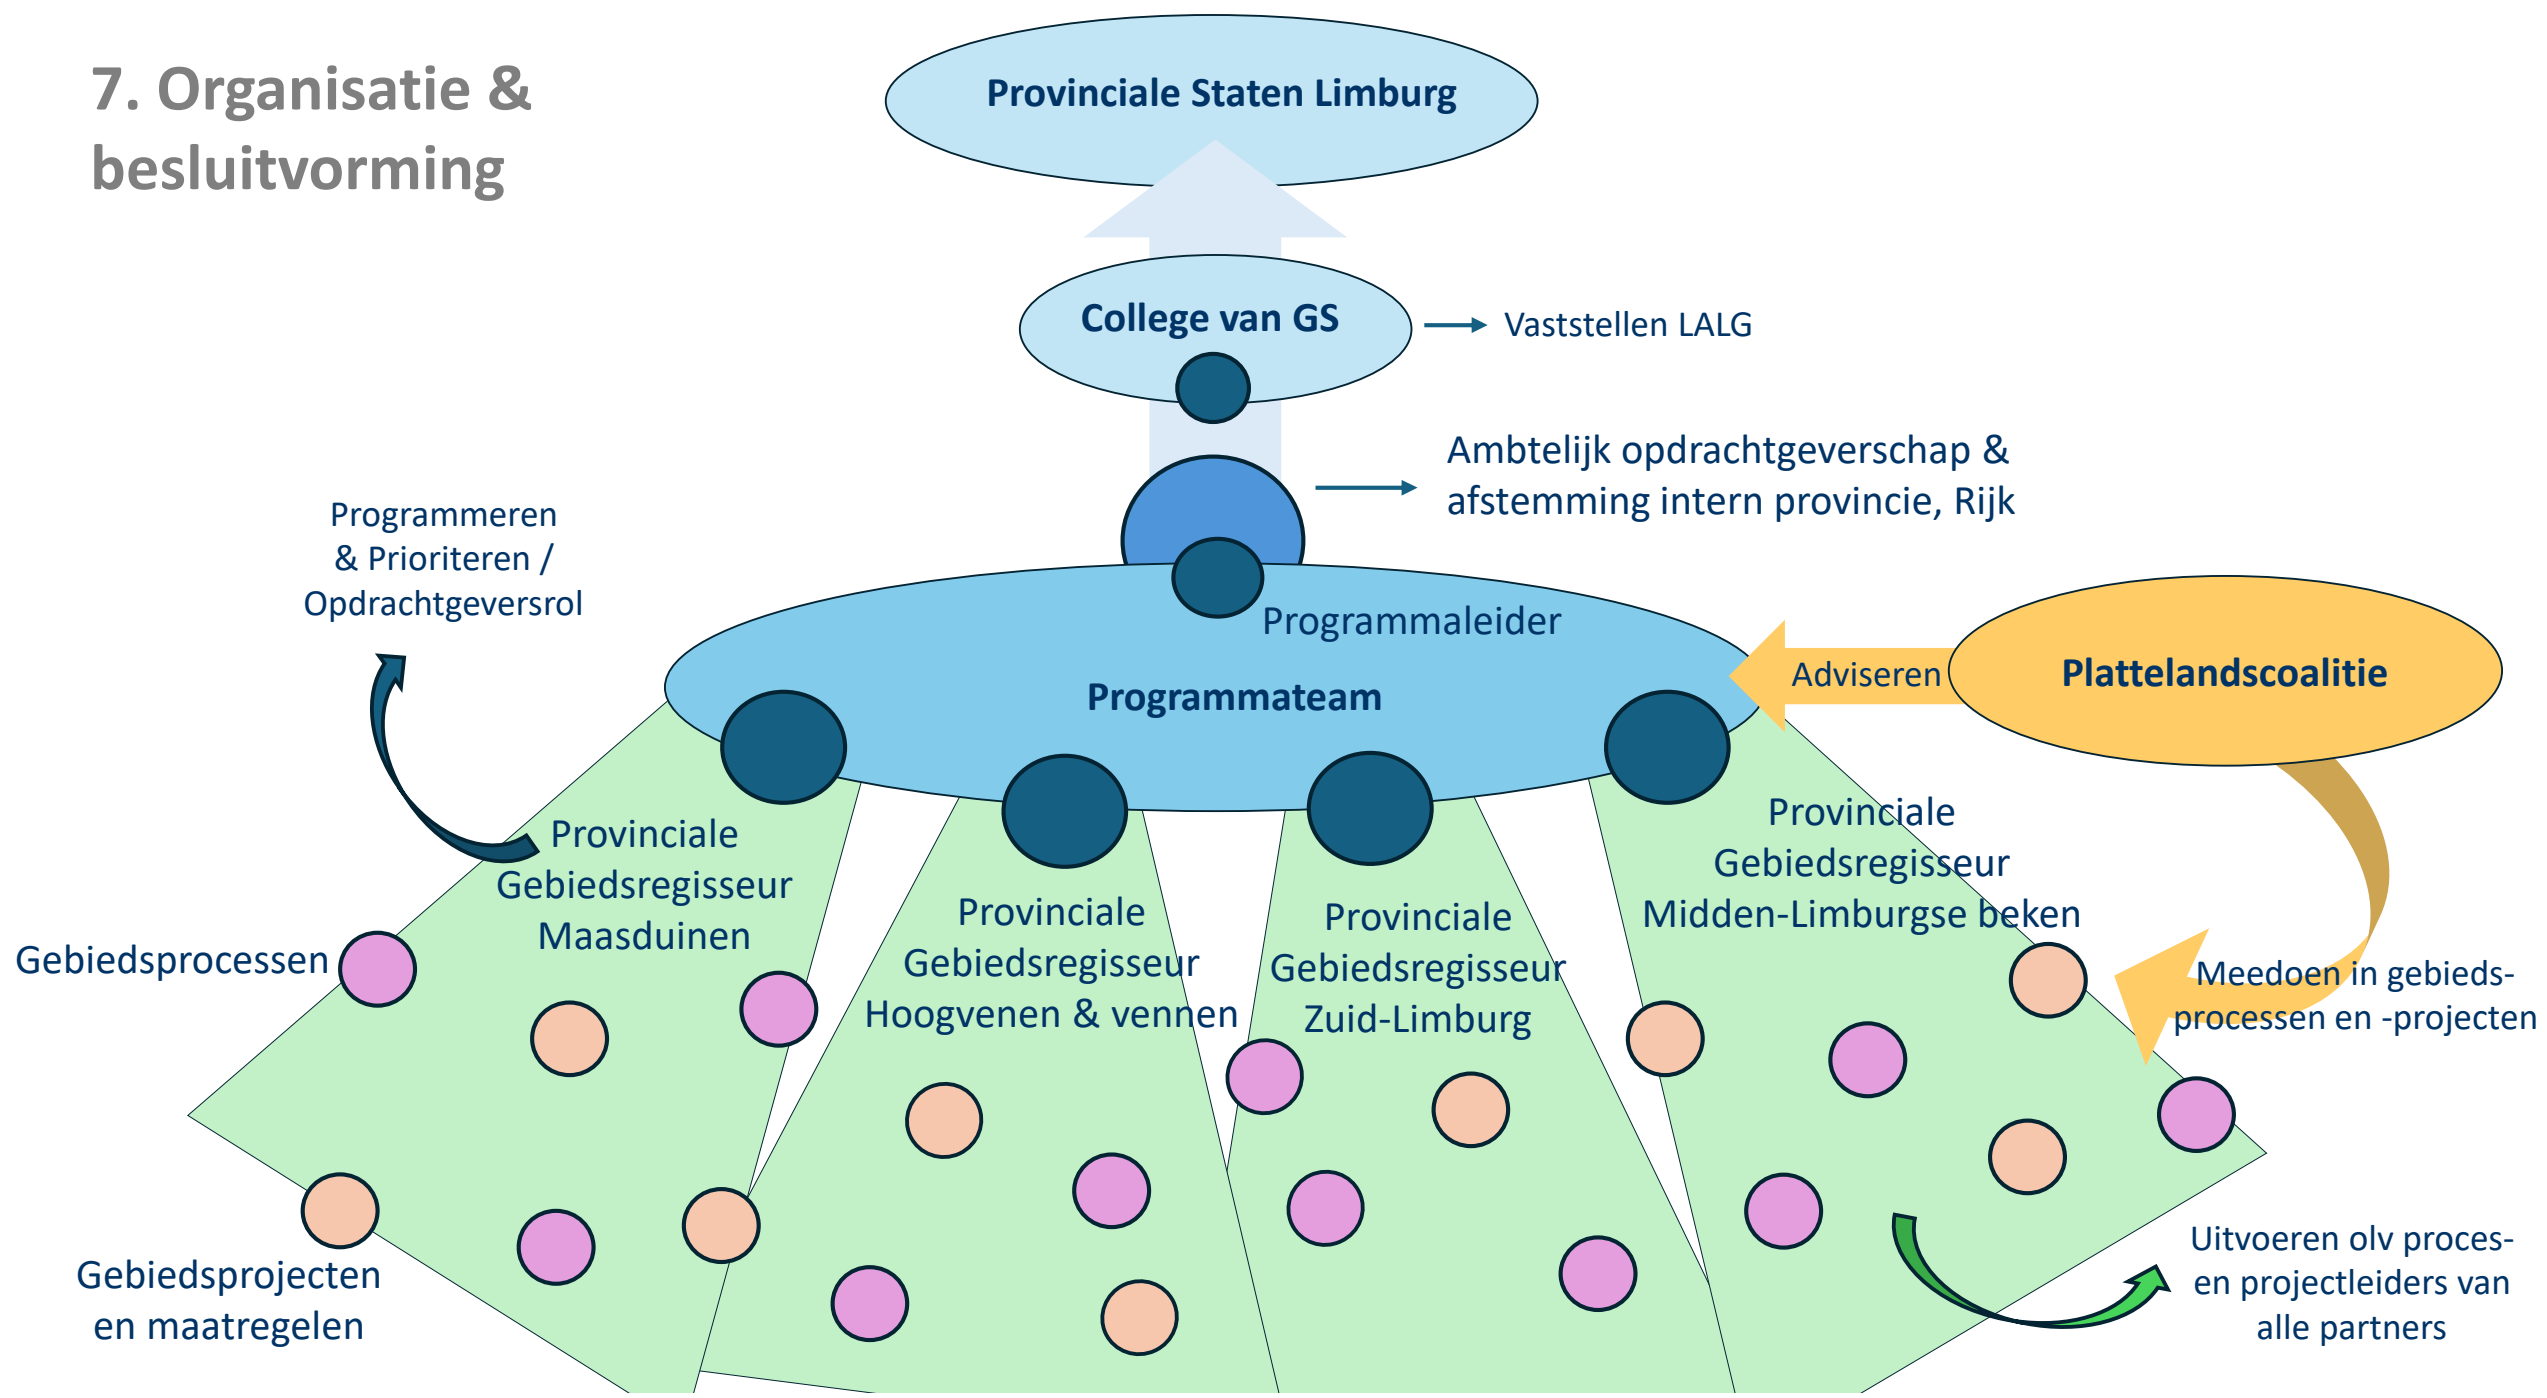 7. Organisatie &
besluitvorming
Provinciale Staten Limburg
College van GS
Vaststellen LALG
Ambtelijk opdrachtgeverschap &
afstemming intern provincie, Rijk
Programmeren
& Prioriteren /
Opdrachtgeversrol
Programmaleider
Programmateam
Adviseren
Plattelandscoalitie
Provinciale
Gebiedsregisseur
Maasduinen
Provinciale
Gebiedsregisseur
Hoogvenen & vennen
Provinciale
Gebiedsregisseur
Zuid-Limburg
Provinciale
Gebiedsregisseur
Midden-Limburgse beken
Gebiedsprocessen
Meedoen in gebieds-
processen en -projecten
Gebiedsprojecten
en maatregelen
Uitvoeren olv proces-
en projectleiders van
alle partners